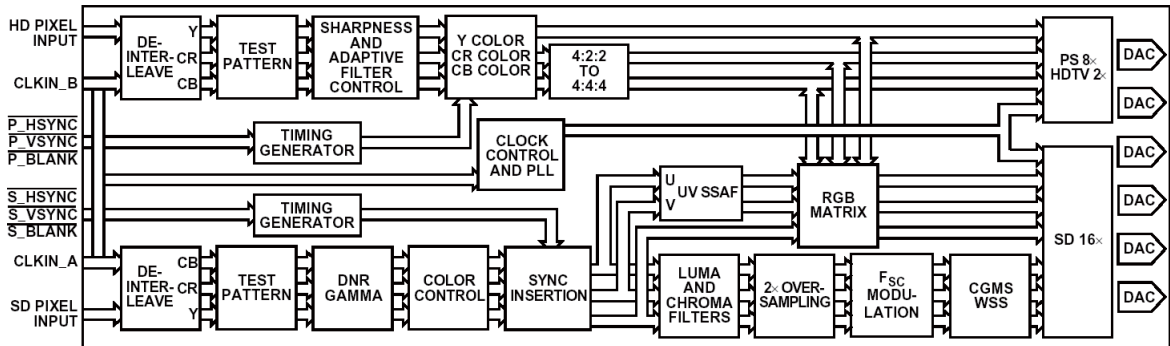 HD PIXEL
INPUT
CLKIN_B
P_HSYNC
P_VSYNC
P_BLANK
S_HSYNC
S_VSYNC
S_BLANK
CLKIN_A
SD PIXEL
INPUT
DE-
INTER-
LEAVE
Y
CR
CB
TEST
PATTERN
SHARPNESS
AND
ADAPTIVE
FILTER
CONTROL
Y COLOR
CR COLOR
CB COLOR
4:2:2
TO
4:4:4
PS 8×
HDTV 2×
TIMING
GENERATOR
CLOCK
CONTROL
AND PLL
TIMING
GENERATOR
U
UV SSAF
V
RGB
MATRIX
SD 16×
DE-
INTER-
LEAVE
CB
CR
Y
TEST
PATTERN
DNR
GAMMA
COLOR
CONTROL
SYNC
INSERTION
LUMA
AND
CHROMA
FILTERS
2× OVER-
SAMPLING
FSC
MODU-
LATION
CGMS
WSS
DAC
DAC
DAC
DAC
DAC
DAC